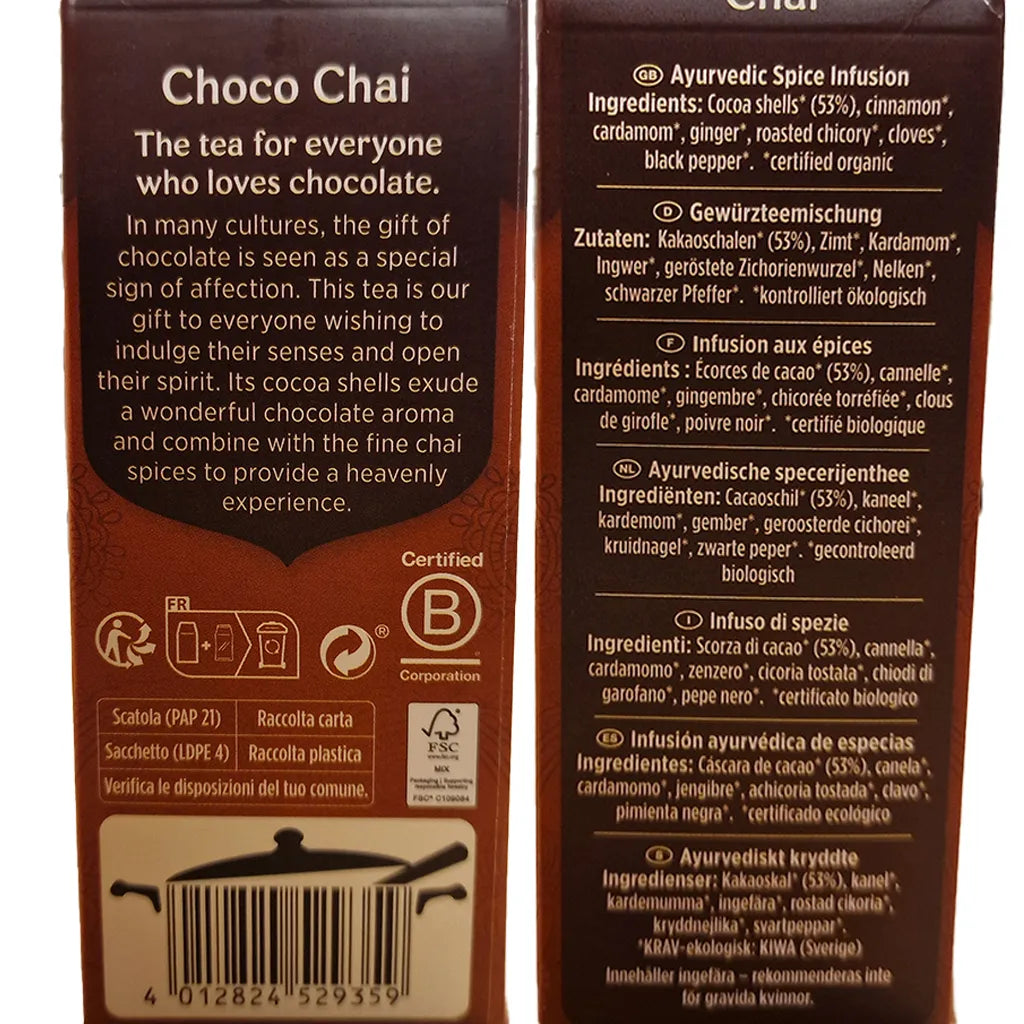 Choco Chai
The tea for everyone
who loves chocolate.
In many cultures, the gift of
chocolate is seen as a special
sign of affection. This tea is our
gift to everyone wishing to
indulge their senses and open
their spirit. Its cocoa shells exude
a wonderful chocolate aroma
and combine with the fine chai
spices to provide a heavenly
experience.
Certified
B
®
Corporation
FR
Scatola (PAP 21) Raccolta carta
Sacchetto (LDPE 4) Raccolta plastica
Verifica le disposizioni del tuo comune.
FSC
www.fsc.org
MIX
Packaging | Supporting
responsible forestry
FSC® C109084
4 012824 529359
Chai
GB Ayurvedic Spice Infusion
Ingredients: Cocoa shells* (53%), cinnamon*,
cardamom*, ginger*, roasted chicory*, cloves*,
black pepper*. *certified organic
D Gewürzteemischung
Zutaten: Kakaoschalen* (53%), Zimt*, Kardamom*,
Ingwer*, geröstete Zichorienwurzel*, Nelken*,
schwarzer Pfeffer*. *kontrolliert ökologisch
F Infusion aux épices
Ingrédients : Écorces de cacao* (53%), cannelle*,
cardamome*, gingembre*, chicorée torréfiée*, clous
de girofle*, poivre noir*. *certifié biologique
NL Ayurvedische specerijenthee
Ingrediënten: Cacaoschil* (53%), kaneel*,
kardemom*, gember*, geroosterde cichorei*,
kruidnagel*, zwarte peper*. *gecontroleerd
biologisch
I Infuso di spezie
Ingredienti: Scorza di cacao* (53%), cannella*,
cardamomo*, zenzero*, cicoria tostata*, chiodi di
garofano*, pepe nero*. *certificato biologico
ES Infusión ayurvédica de especias
Ingredientes: Cáscara de cacao* (53%), canela*,
cardamomo*, jengibre*, achicoria tostada*, clavo*,
pimienta negra*. *certificado ecológico
S Ayurvediskt kryddte
Ingredienser: Kakaoskal* (53%), kanel*,
kardemumma*, ingefära*, rostad cikoria*,
kryddnejlika*, svartpeppar*.
*KRAV-ekologisk: KIWA (Sverige)
Innehåller ingefära – rekommenderas inte
för gravida kvinnor.